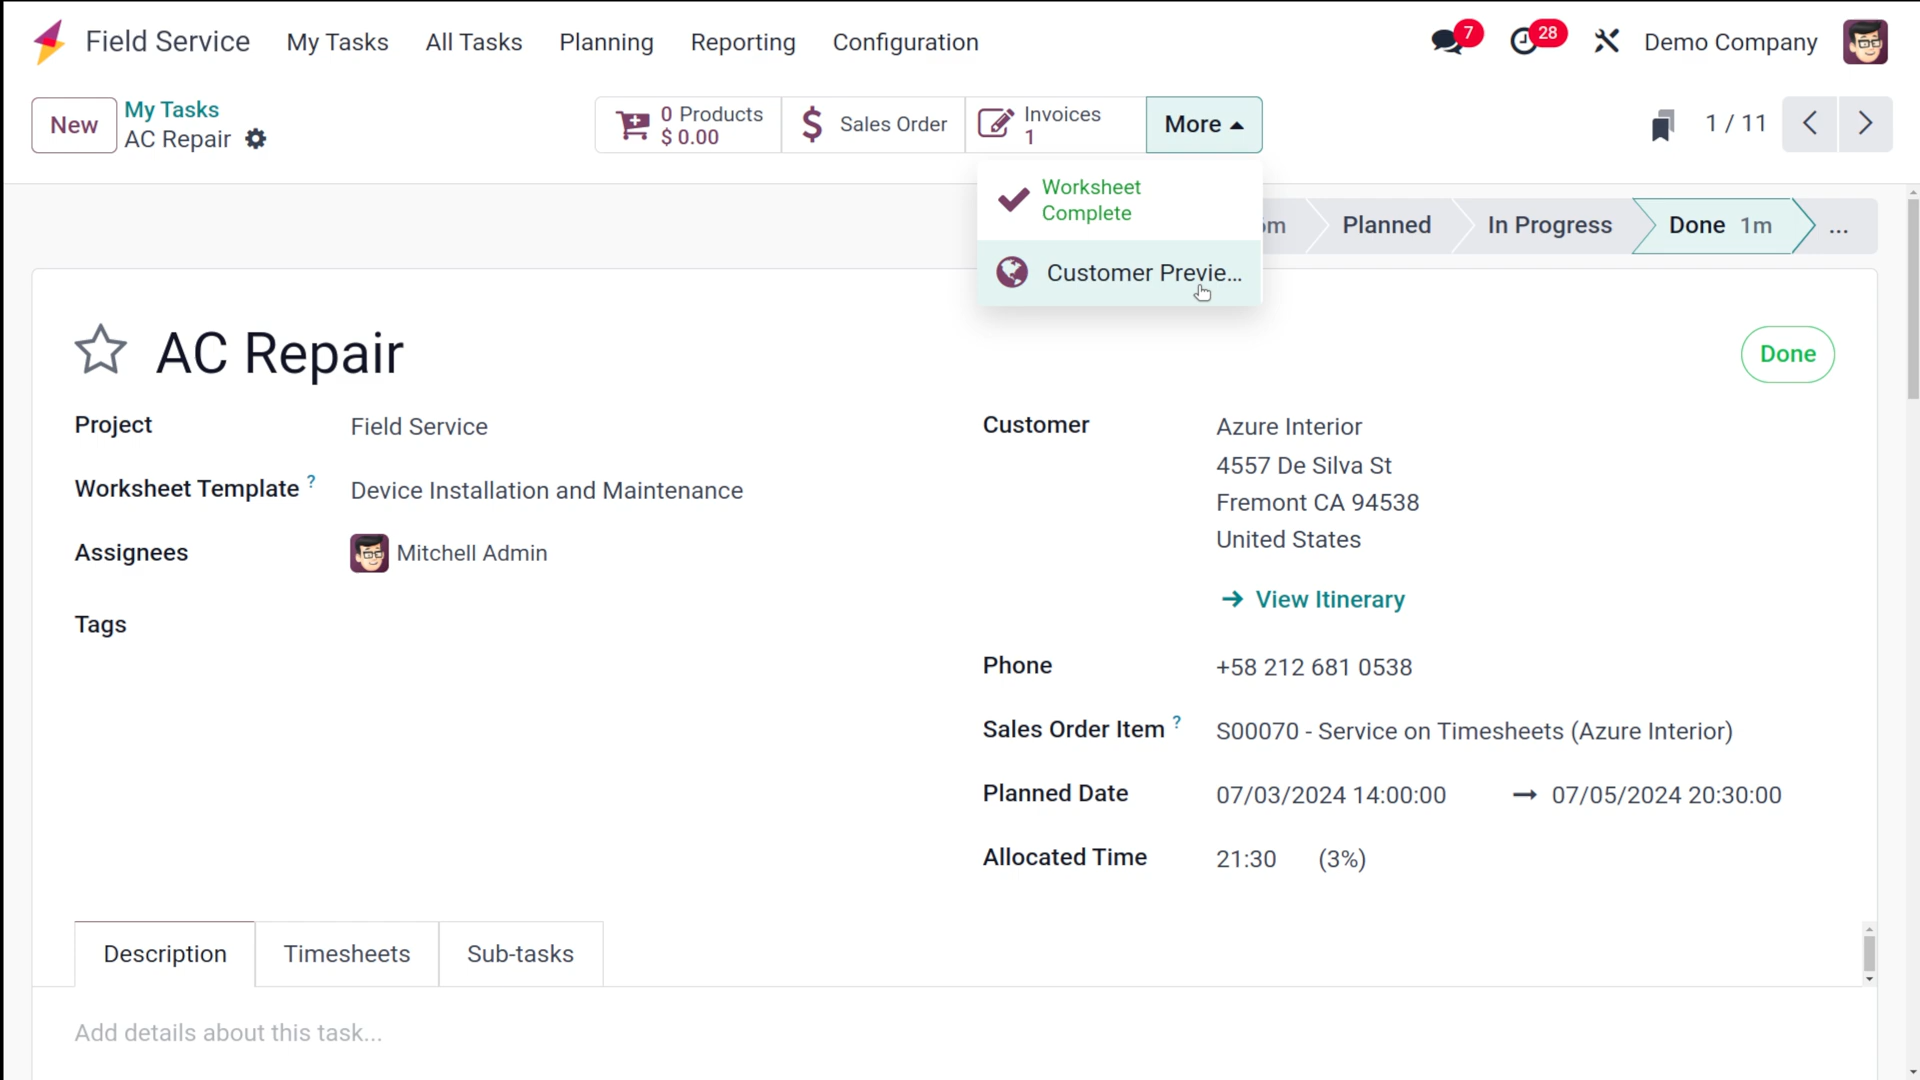 Field Service My Tasks All Tasks Planning Reporting Configuration 7 28 Demo Company
New My Tasks 0 Products Sales Order Invoices More 1 / 11
AC Repair $ 0.00 1
Worksheet
Complete
Planned In Progress Done 1m ...
Customer Previe...
AC Repair Done
Project Field Service Customer Azure Interior
4557 De Silva St
Worksheet Template ? Device Installation and Maintenance Fremont CA 94538
Assignees Mitchell Admin United States
View Itinerary
Tags
Phone +58 212 681 0538
Sales Order Item ? S00070 - Service on Timesheets (Azure Interior)
Planned Date 07/03/2024 14:00:00 → 07/05/2024 20:30:00
Allocated Time 21:30 (3%)
Description Timesheets Sub-tasks
Add details about this task...